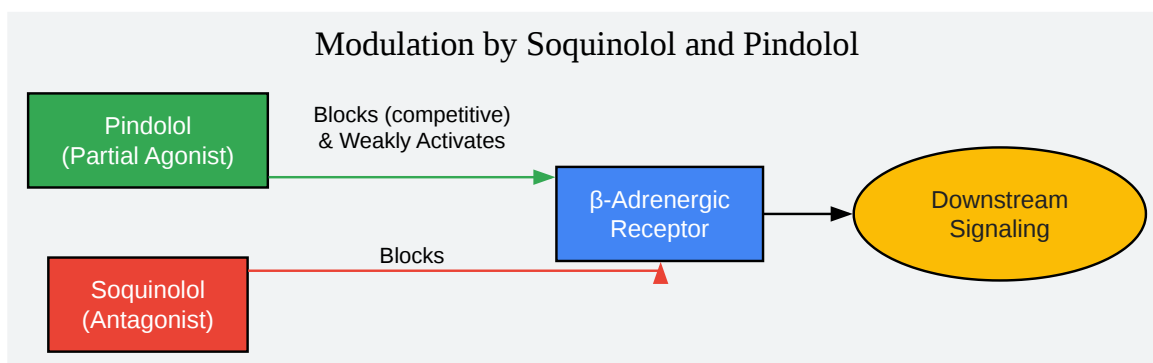 Modulation by Soquinolol and Pindolol
Pindolol
(Partial Agonist)
Blocks (competitive)
& Weakly Activates
β-Adrenergic
Receptor
Downstream
Signaling
Blocks
Soquinolol
(Antagonist)